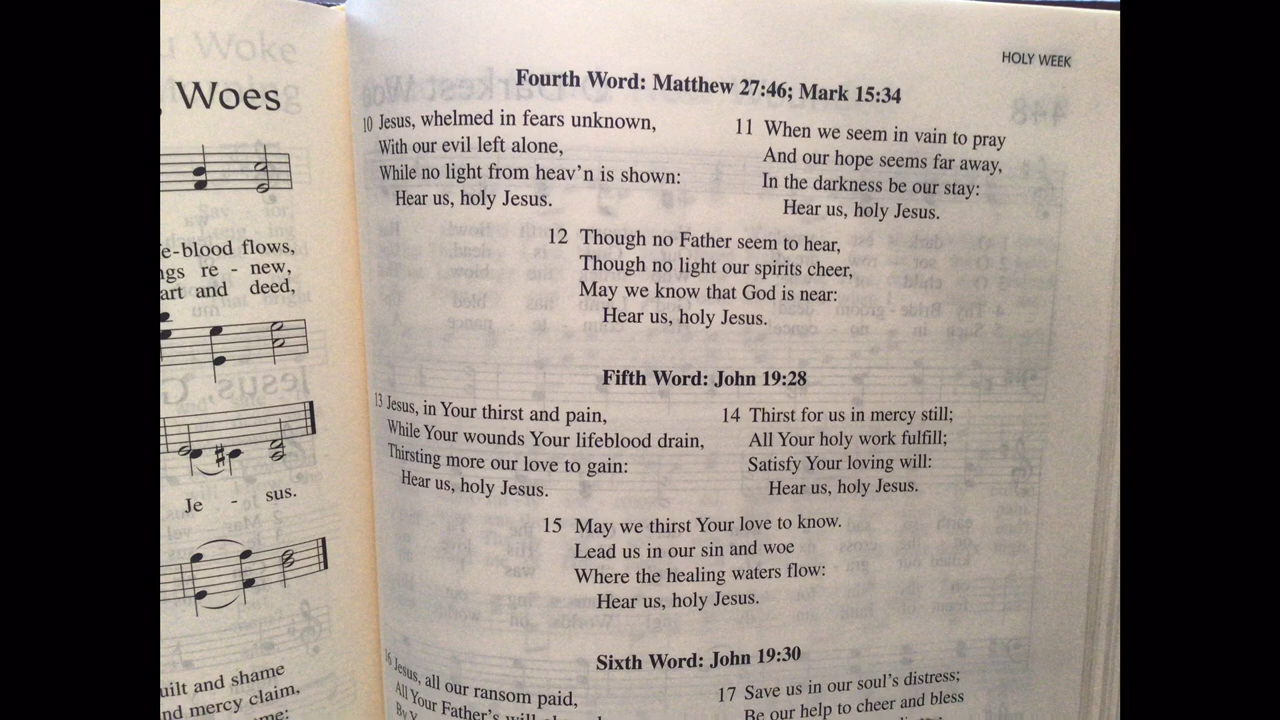 Woes
e-blood flows,
ngs re - new,
art and deed,
Je - sus.
uilt and shame
nd mercy claim,
me:
HOLY WEEK
Fourth Word: Matthew 27:46; Mark 15:34
10 Jesus, whelmed in fears unknown,
With our evil left alone,
While no light from heav'n is shown:
Hear us, holy Jesus.
11 When we seem in vain to pray
And our hope seems far away,
In the darkness be our stay:
Hear us, holy Jesus.
12 Though no Father seem to hear,
Though no light our spirits cheer,
May we know that God is near:
Hear us, holy Jesus.
Fifth Word: John 19:28
13 Jesus, in Your thirst and pain,
While Your wounds Your lifeblood drain,
Thirsting more our love to gain:
Hear us, holy Jesus.
14 Thirst for us in mercy still;
All Your holy work fulfill;
Satisfy Your loving will:
Hear us, holy Jesus.
15 May we thirst Your love to know.
Lead us in our sin and woe
Where the healing waters flow:
Hear us, holy Jesus.
Sixth Word: John 19:30
16 Jesus, all our ransom paid,
All Your Father's will
By
17 Save us in our soul's distress;
Be our help to cheer and bless